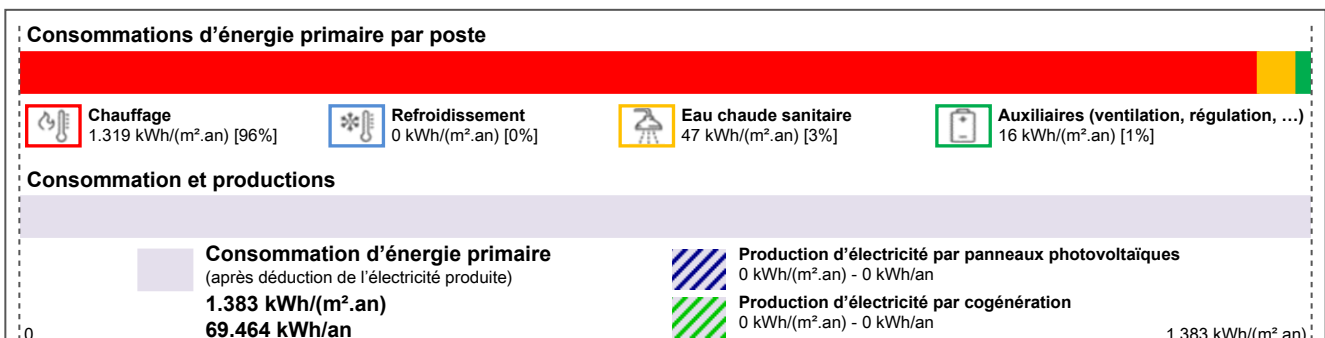 Consommations d'énergie primaire par poste
Chauffage
1.319 kWh/(m².an) [96%]
Refroidissement
0 kWh/(m².an) [0%]
Eau chaude sanitaire
47 kWh/(m².an) [3%]
Auxiliaires (ventilation, régulation, …)
16 kWh/(m².an) [1%]
Consommation et productions
Consommation d'énergie primaire
(après déduction de l'électricité produite)
1.383 kWh/(m².an)
69.464 kWh/an
Production d'électricité par panneaux photovoltaïques
0 kWh/(m².an) - 0 kWh/an
Production d'électricité par cogénération
0 kWh/(m².an) - 0 kWh/an
0
1.383 kWh/(m².an)